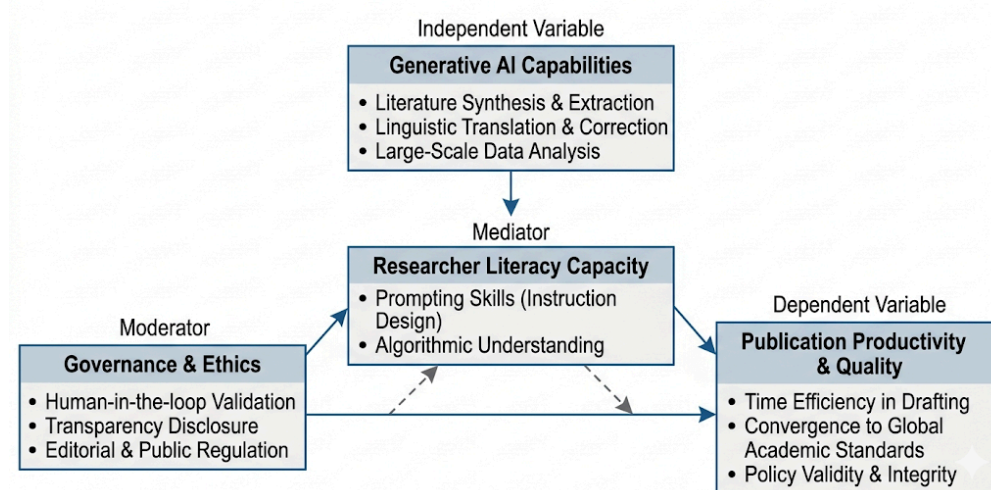 Independent Variable
Generative AI Capabilities
• Literature Synthesis & Extraction
• Linguistic Translation & Correction
• Large-Scale Data Analysis
Mediator
Researcher Literacy Capacity
• Prompting Skills (Instruction
Design)
• Algorithmic Understanding
Moderator
Governance & Ethics
• Human-in-the-loop Validation
• Transparency Disclosure
• Editorial & Public Regulation
Dependent Variable
Publication Productivity
& Quality
• Time Efficiency in Drafting
• Convergence to Global
Academic Standards
• Policy Validity & Integrity